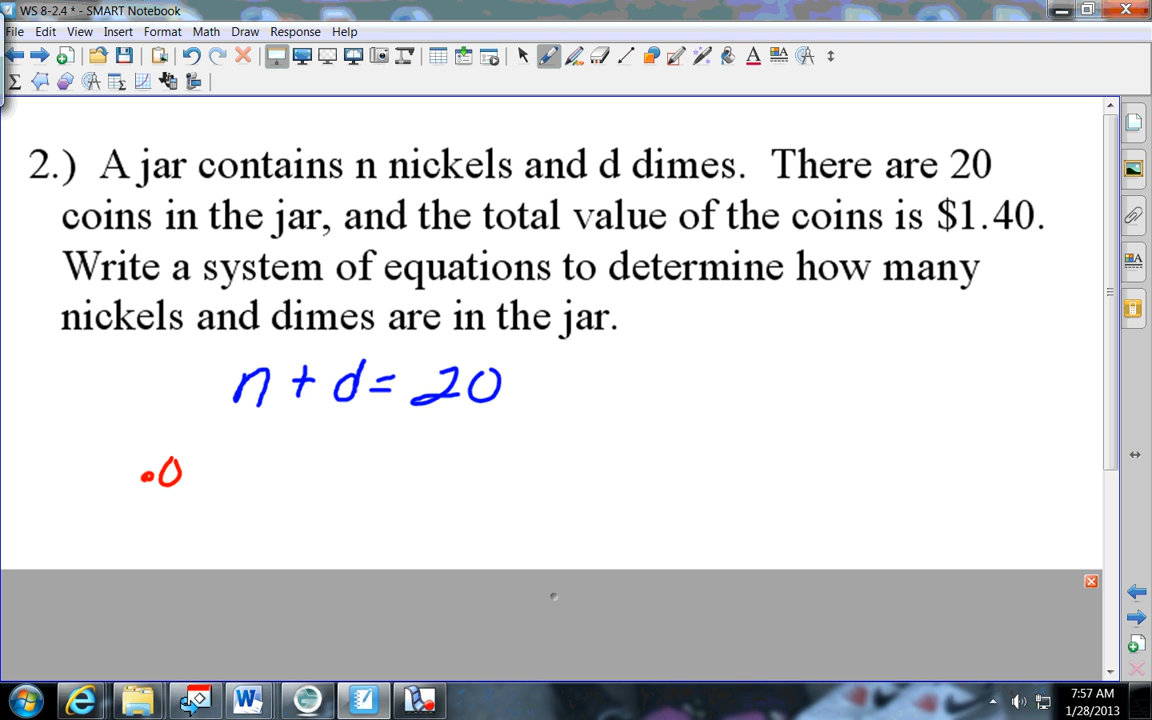 WS 8-2.4 * - SMART Notebook
File Edit View Insert Format Math Draw Response Help
2.) A jar contains n nickels and d dimes. There are 20
coins in the jar, and the total value of the coins is $1.40.
Write a system of equations to determine how many
nickels and dimes are in the jar.
n + d = 20
.0
7:57 AM
1/28/2013